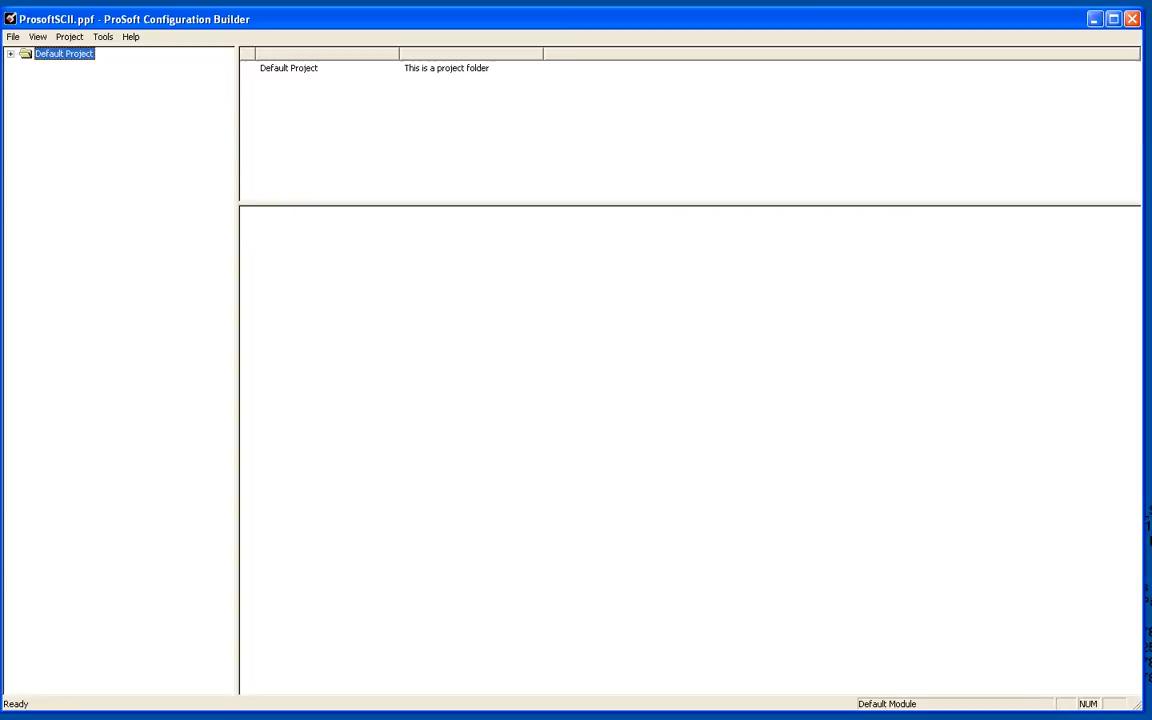 ProsoftSCII.ppf - ProSoft Configuration Builder
File View Project Tools Help
Default Project
Default Project This is a project folder
Ready Default Module NUM